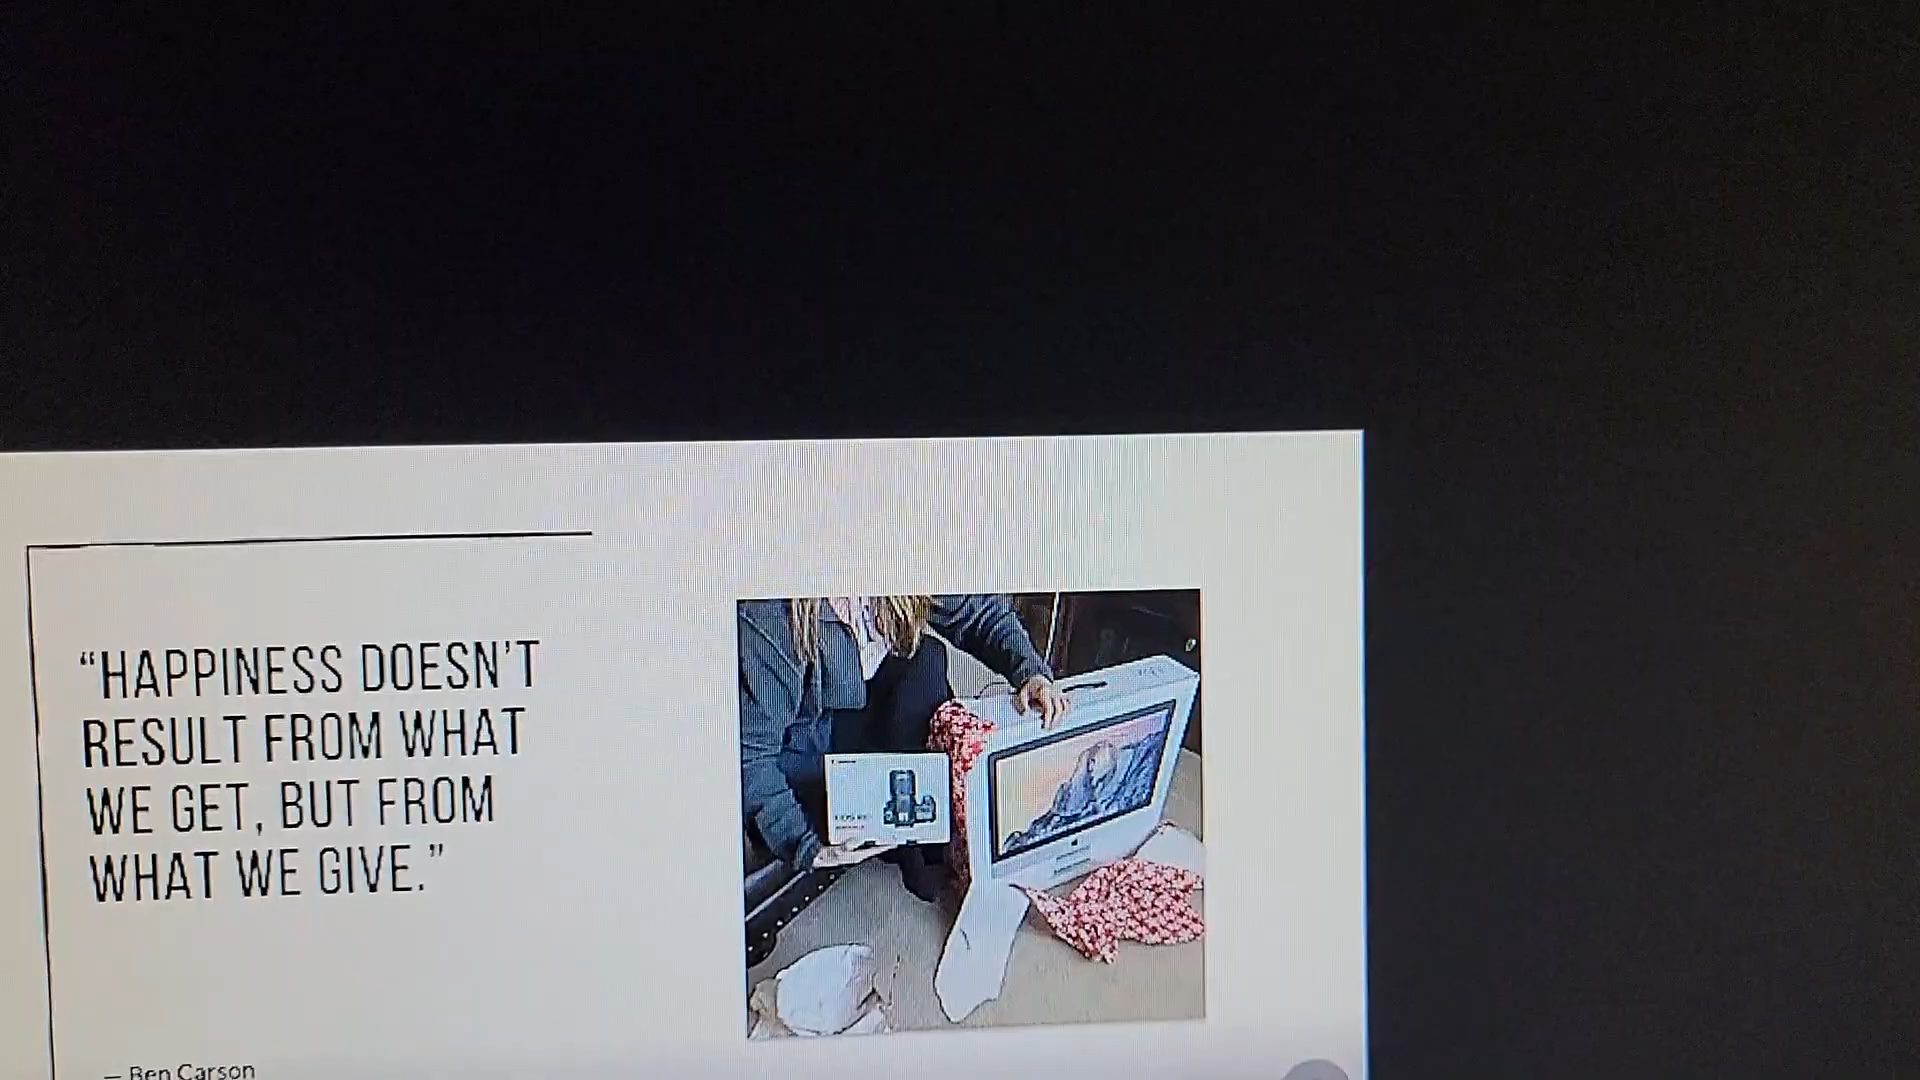 “HAPPINESS DOESN’T
RESULT FROM WHAT
WE GET, BUT FROM
WHAT WE GIVE.”
— Ben Carson